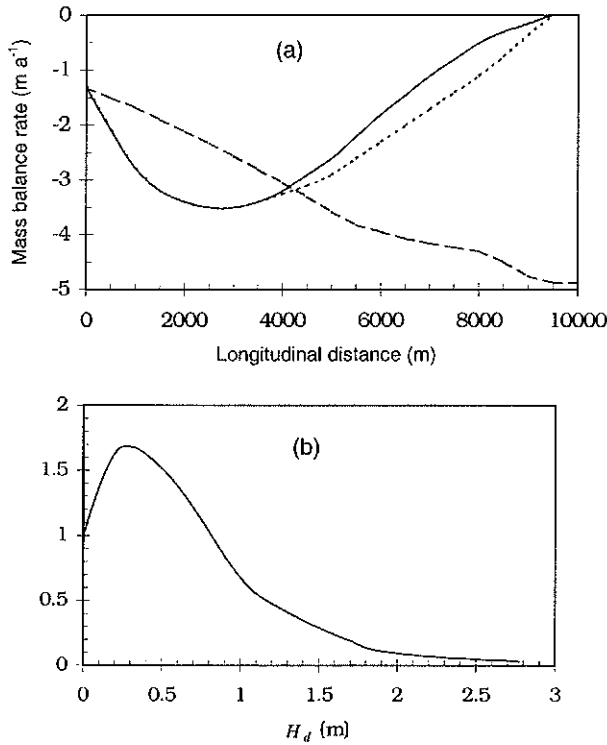 0
-1
-2
-3
-4
-5
Mass balance rate (m a⁻¹)
(a)
0 2000 4000 6000 8000 10000
Longitudinal distance (m)
2
1.5
1
0.5
0
(b)
0 0.5 1 1.5 2 2.5 3
H_d (m)